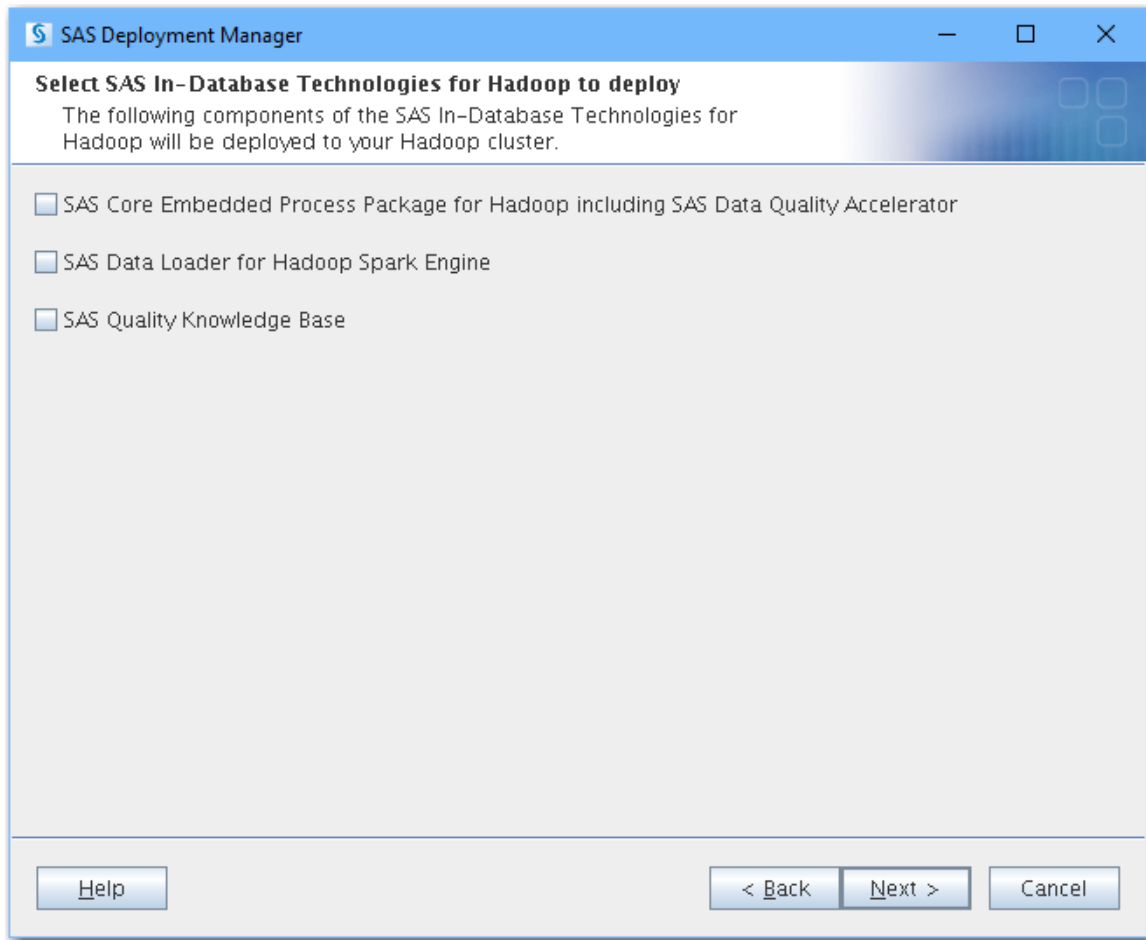 SAS Deployment Manager
Select SAS In-Database Technologies for Hadoop to deploy
The following components of the SAS In-Database Technologies for
Hadoop will be deployed to your Hadoop cluster.
SAS Core Embedded Process Package for Hadoop including SAS Data Quality Accelerator
SAS Data Loader for Hadoop Spark Engine
SAS Quality Knowledge Base
Help < Back Next > Cancel